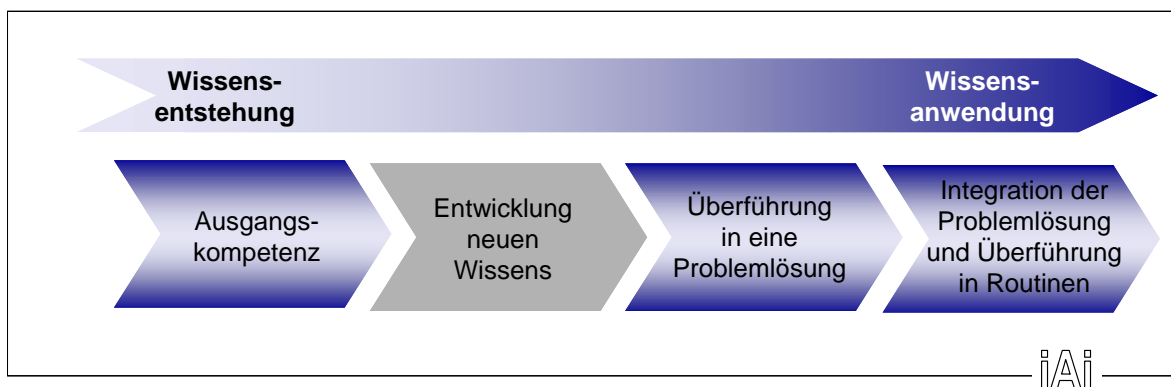 Wissens-
entstehung
Wissens-
anwendung
Ausgangs-
kompetenz
Entwicklung
neuen
Wissens
Überführung
in eine
Problemlösung
Integration der
Problemlösung
und Überführung
in Routinen
iAi